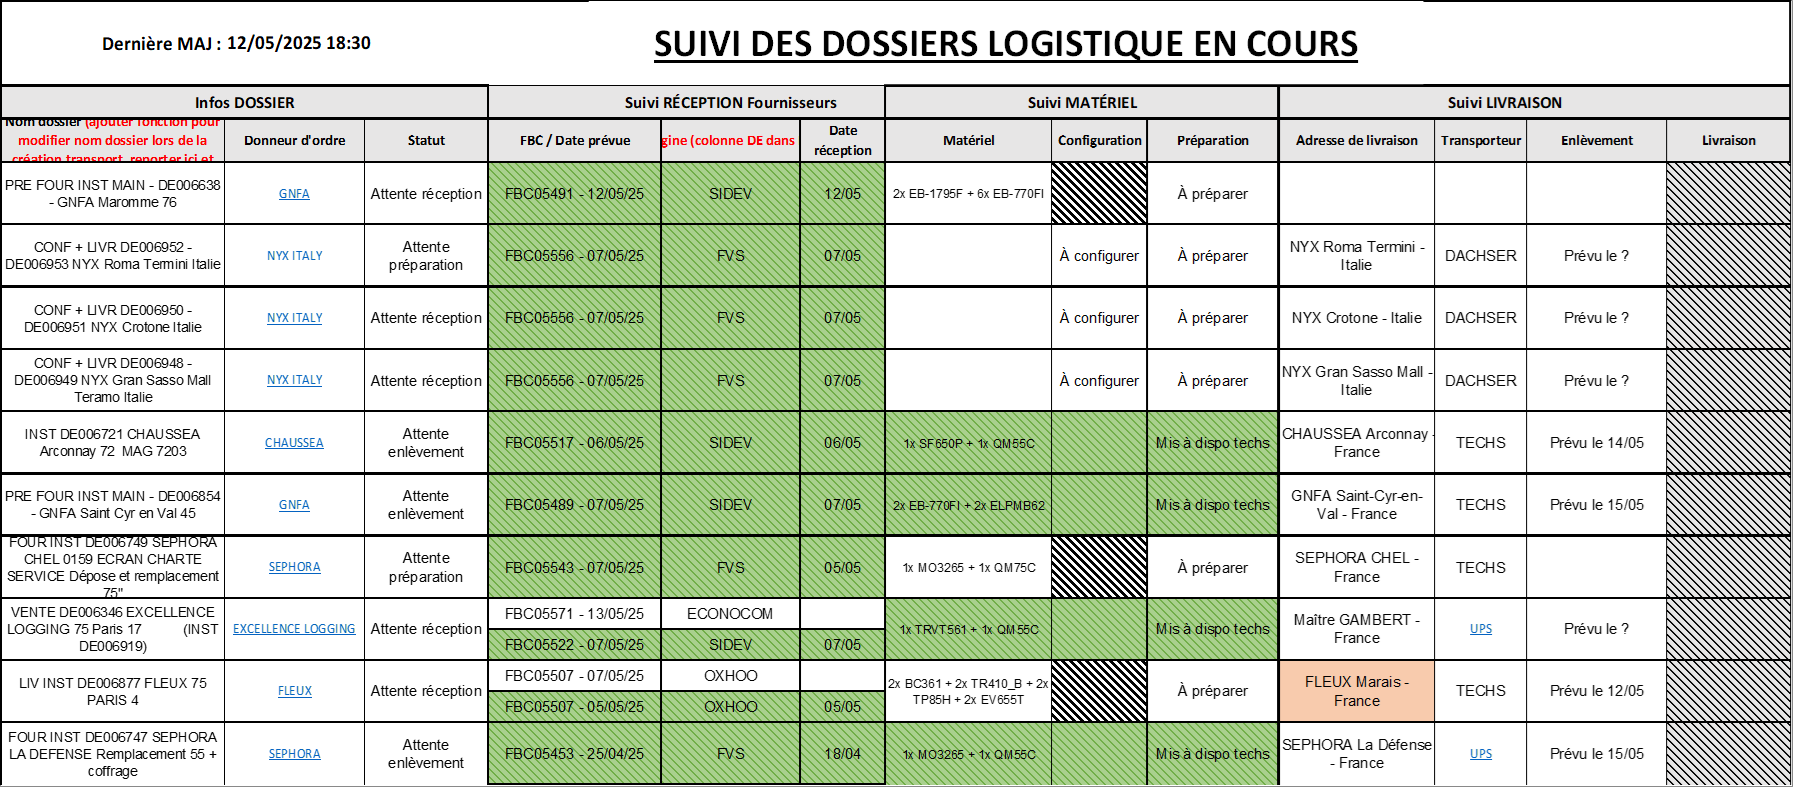 Dernière MAJ : 12/05/2025 18:30
SUIVI DES DOSSIERS LOGISTIQUE EN COURS
Infos DOSSIER
Suivi RÉCEPTION Fournisseurs
Suivi MATÉRIEL
Suivi LIVRAISON
Nom dossier (ajouter fonction pour
modifier nom dossier lors de la
création transport, reporter ici et
Donneur d'ordre
Statut
FBC / Date prévue
gine (colonne DE dans
Date
réception
Matériel
Configuration
Préparation
Adresse de livraison
Transporteur
Enlèvement
Livraison
PRE FOUR INST MAIN - DE006638
- GNFA Maromme 76
GNFA
Attente réception
FBC05491 - 12/05/25
SIDEV
12/05
2x EB-1795F + 6x EB-770FI
À préparer
CONF + LIVR DE006952 -
DE006953 NYX Roma Termini Italie
NYX ITALY
Attente
préparation
FBC05556 - 07/05/25
FVS
07/05
À configurer
À préparer
NYX Roma Termini -
Italie
DACHSER
Prévu le ?
CONF + LIVR DE006950 -
DE006951 NYX Crotone Italie
NYX ITALY
Attente réception
FBC05556 - 07/05/25
FVS
07/05
À configurer
À préparer
NYX Crotone - Italie
DACHSER
Prévu le ?
CONF + LIVR DE006948 -
DE006949 NYX Gran Sasso Mall
Teramo Italie
NYX ITALY
Attente réception
FBC05556 - 07/05/25
FVS
07/05
À configurer
À préparer
NYX Gran Sasso Mall -
Italie
DACHSER
Prévu le ?
INST DE006721 CHAUSSEA
Arconnay 72 MAG 7203
CHAUSSEA
Attente
enlèvement
FBC05517 - 06/05/25
SIDEV
06/05
1x SF650P + 1x QM55C
Mis à dispo techs
CHAUSSEA Arconnay -
France
TECHS
Prévu le 14/05
PRE FOUR INST MAIN - DE006854
- GNFA Saint Cyr en Val 45
GNFA
Attente
enlèvement
FBC05489 - 07/05/25
SIDEV
07/05
2x EB-770FI + 2x ELPMB62
Mis à dispo techs
GNFA Saint-Cyr-en-
Val - France
TECHS
Prévu le 15/05
FOUR INST DE006749 SEPHORA
CHEL 0159 ECRAN CHARTE
SERVICE Dépose et remplacement
75"
SEPHORA
Attente
préparation
FBC05543 - 07/05/25
FVS
05/05
1x MO3265 + 1x QM75C
À préparer
SEPHORA CHEL -
France
TECHS
VENTE DE006346 EXCELLENCE
LOGGING 75 Paris 17 (INST
DE006919)
EXCELLENCE LOGGING
Attente réception
FBC05571 - 13/05/25
ECONOCOM
FBC05522 - 07/05/25
SIDEV
07/05
1x TRVT561 + 1x QM55C
Mis à dispo techs
Maître GAMBERT -
France
UPS
Prévu le ?
LIV INST DE006877 FLEUX 75
PARIS 4
FLEUX
Attente réception
FBC05507 - 07/05/25
OXHOO
FBC05507 - 05/05/25
OXHOO
05/05
2x BC361 + 2x TR410_B + 2x
TP85H + 2x EV655T
À préparer
FLEUX Marais -
France
TECHS
Prévu le 12/05
FOUR INST DE006747 SEPHORA
LA DEFENSE Remplacement 55 +
coffrage
SEPHORA
Attente
enlèvement
FBC05453 - 25/04/25
FVS
18/04
1x MO3265 + 1x QM55C
Mis à dispo techs
SEPHORA La Défense
- France
UPS
Prévu le 15/05